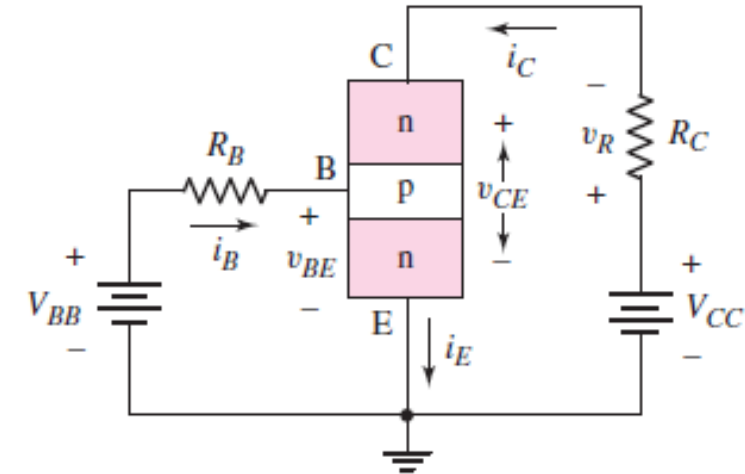 C
i_C
n
−
+
R_B
v_R
R_C
B
p
v_CE
+
+
i_B
v_BE
n
−
+
+
V_BB
−
E
V_CC
−
i_E
−